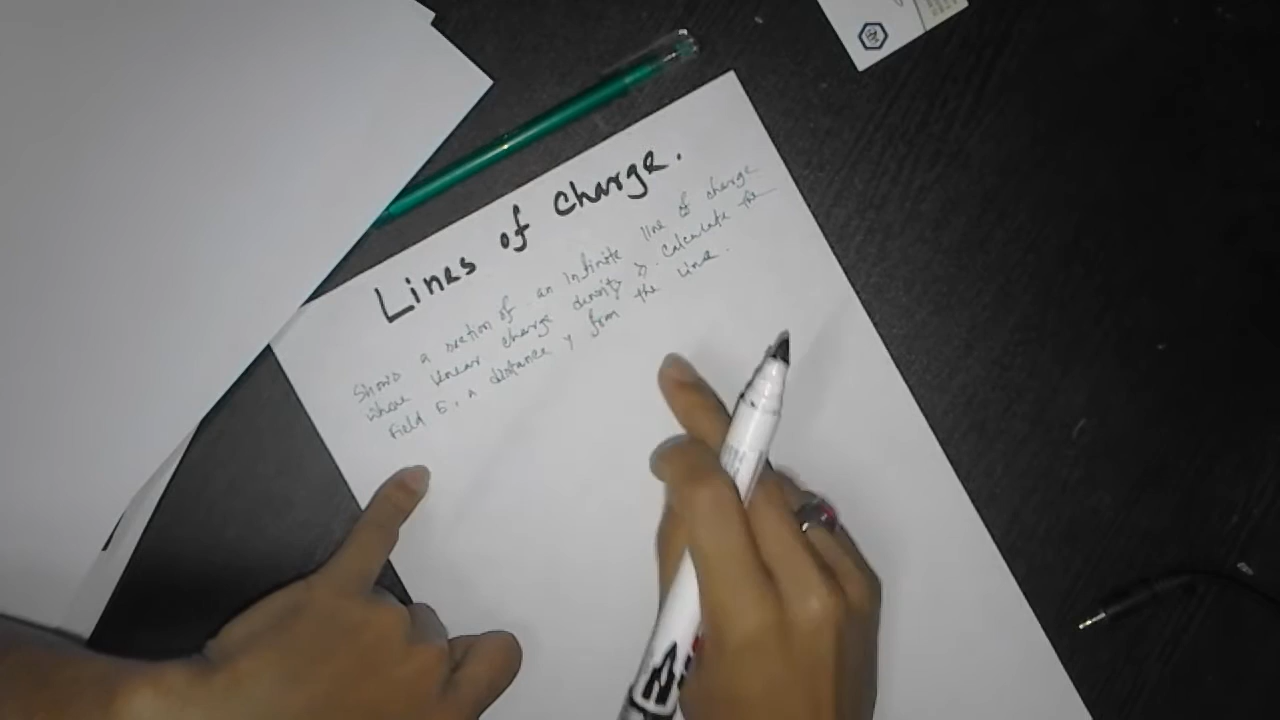 Lines of Charge.
Shows a section of an infinite line of charge
whose linear charge density λ. Calculate the
field E, a distance y from the line.